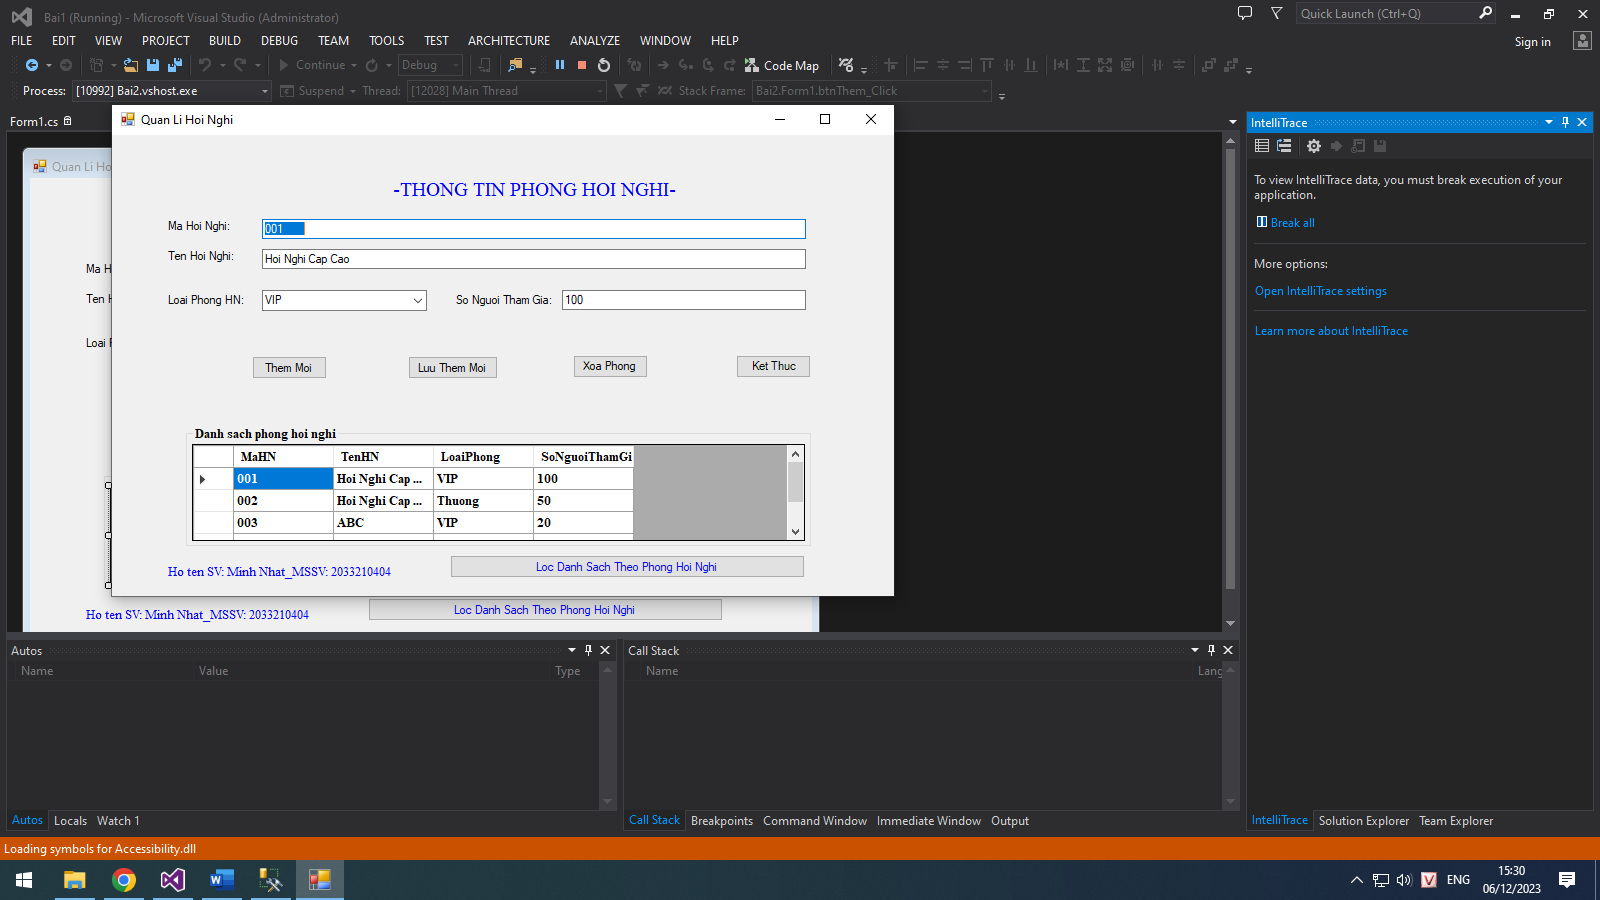 Bai1 (Running) - Microsoft Visual Studio (Administrator)
Quick Launch (Ctrl+Q)
FILE EDIT VIEW PROJECT BUILD DEBUG TEAM TOOLS TEST ARCHITECTURE ANALYZE WINDOW HELP
Sign in
Continue
Debug
Code Map
Process: [10992] Bai2.vshost.exe
Suspend
Thread: [12028] Main Thread
Stack Frame: Bai2.Form1.btnThem_Click
Form1.cs
Quan Li Ho
Ma H
Ten H
Loai F
Quan Li Hoi Nghi
-THONG TIN PHONG HOI NGHI-
Ma Hoi Nghi: 001
Ten Hoi Nghi: Hoi Nghi Cap Cao
Loai Phong HN: VIP
So Nguoi Tham Gia: 100
Them Moi
Luu Them Moi
Xoa Phong
Ket Thuc
Danh sach phong hoi nghi
MaHN TenHN LoaiPhong SoNguoiThamGi
001 Hoi Nghi Cap ... VIP 100
002 Hoi Nghi Cap ... Thuong 50
003 ABC VIP 20
Ho ten SV: Minh Nhat_MSSV: 2033210404
Loc Danh Sach Theo Phong Hoi Nghi
Ho ten SV: Minh Nhat_MSSV: 2033210404
Loc Danh Sach Theo Phong Hoi Nghi
IntelliTrace
To view IntelliTrace data, you must break execution of your
application.
Break all
More options:
Open IntelliTrace settings
Learn more about IntelliTrace
Autos
Name Value Type
Call Stack
Name Lang
Autos Locals Watch 1
Call Stack Breakpoints Command Window Immediate Window Output
IntelliTrace Solution Explorer Team Explorer
Loading symbols for Accessibility.dll
V ENG
15:30
06/12/2023